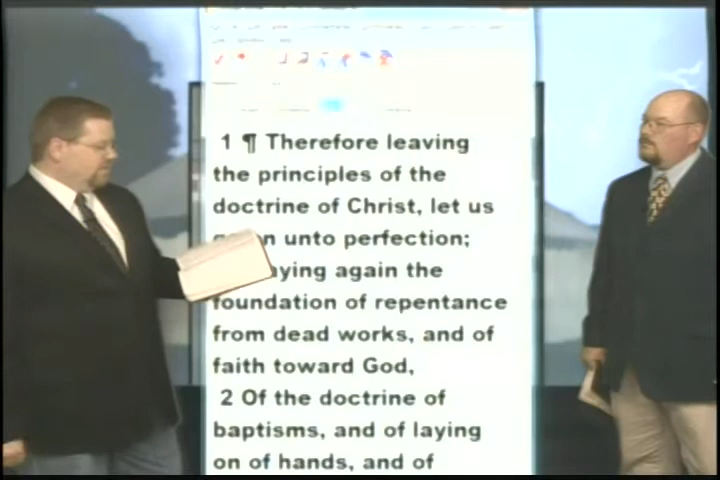 1 ¶ Therefore leaving
the principles of the
doctrine of Christ, let us
unto perfection;
again the
foundation of repentance
from dead works, and of
faith toward God,
2 Of the doctrine of
baptisms, and of laying
on of hands, and of